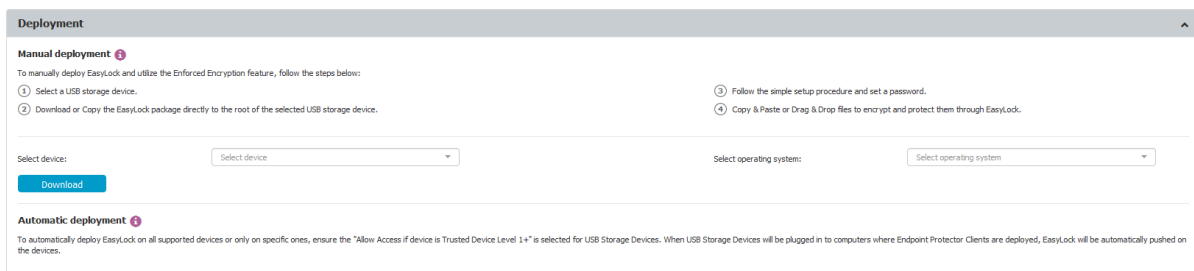 Deployment
Manual deployment
To manually deploy EasyLock and utilize the Enforced Encryption feature, follow the steps below:
1 Select a USB storage device.
2 Download or Copy the EasyLock package directly to the root of the selected USB storage device.
3 Follow the simple setup procedure and set a password.
4 Copy & Paste or Drag & Drop files to encrypt and protect them through EasyLock.
Select device: Select device
Select operating system: Select operating system
Download
Automatic deployment
To automatically deploy EasyLock on all supported devices or only on specific ones, ensure the "Allow Access if device is Trusted Device Level 1+" is selected for USB Storage Devices. When USB Storage Devices will be plugged in to computers where Endpoint Protector Clients are deployed, EasyLock will be automatically pushed on
the devices.